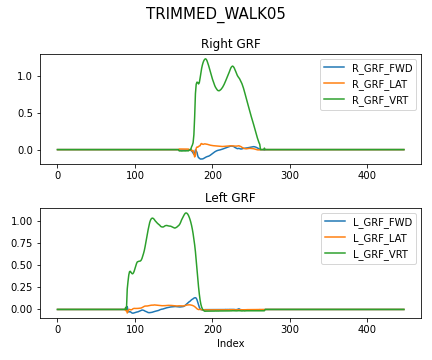 TRIMMED_WALK05
Right GRF
1.0
0.5
0.0
R_GRF_FWD
R_GRF_LAT
R_GRF_VRT
0 100 200 300 400
Left GRF
1.00
0.75
0.50
0.25
0.00
L_GRF_FWD
L_GRF_LAT
L_GRF_VRT
0 100 200 300 400
Index